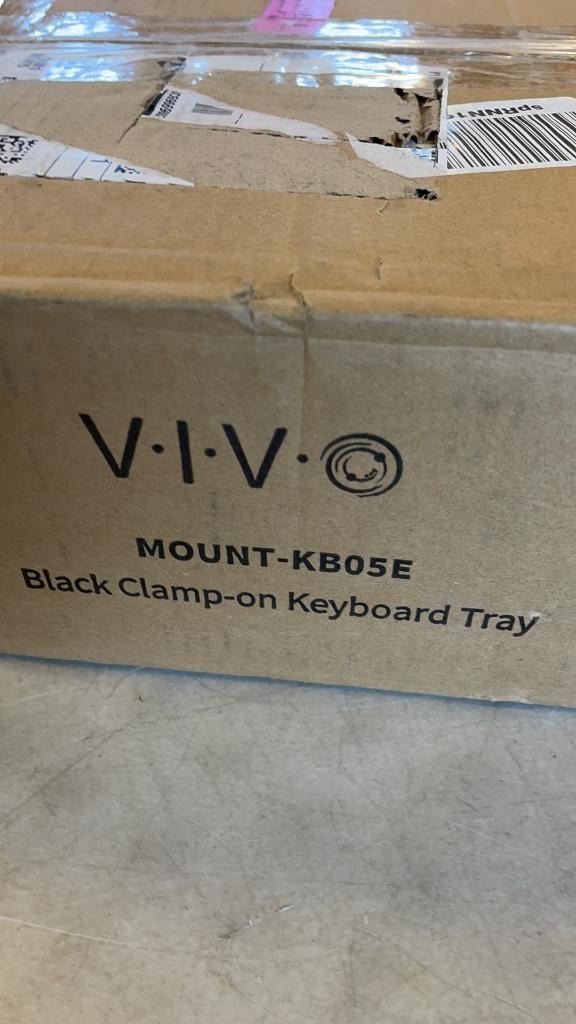 V·I·V·O
MOUNT-KB05E
Black Clamp-on Keyboard Tray